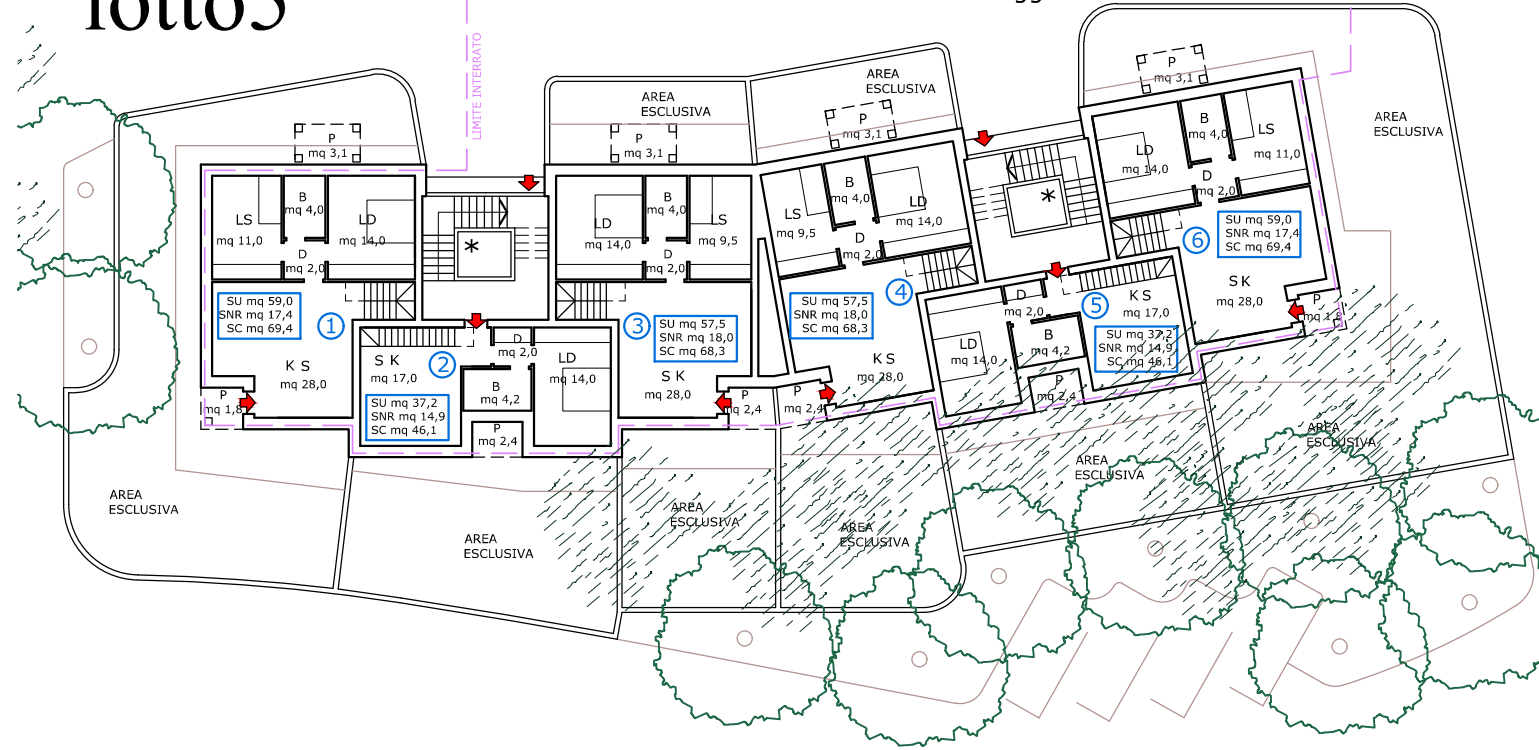 lotto5
LIMITE INTERRATO
AREA
ESCLUSIVA
AREA
ESCLUSIVA
AREA
ESCLUSIVA
P
mq 3,1
P
mq 3,1
P
mq 3,1
P
mq 3,1
LS
mq 11,0
B
mq 4,0
LD
mq 14,0
D
mq 2,0
SU mq 59,0
SNR mq 17,4
SC mq 69,4
1
K S
mq 28,0
P
mq 1,8
*
S K
mq 17,0
2
D
mq 2,0
LD
mq 14,0
B
mq 4,2
SU mq 37,2
SNR mq 14,9
SC mq 46,1
P
mq 2,4
LD
mq 14,0
B
mq 4,0
LS
mq 9,5
D
mq 2,0
3
SU mq 57,5
SNR mq 18,0
SC mq 68,3
S K
mq 28,0
P
mq 2,4
LS
mq 9,5
B
mq 4,0
LD
mq 14,0
D
mq 2,0
4
SU mq 57,5
SNR mq 18,0
SC mq 68,3
K S
mq 28,0
P
mq 2,4
*
D
mq 2,0
5
K S
mq 17,0
LD
mq 14,0
B
mq 4,2
SU mq 37,2
SNR mq 14,9
SC mq 46,1
P
mq 2,4
LD
mq 14,0
B
mq 4,0
LS
mq 11,0
D
mq 2,0
6
SU mq 59,0
SNR mq 17,4
SC mq 69,4
S K
mq 28,0
P
AREA
ESCLUSIVA
AREA
ESCLUSIVA
AREA
ESCLUSIVA
AREA
ESCLUSIVA
AREA
ESCLUSIVA
AREA
ESCLUSIVA